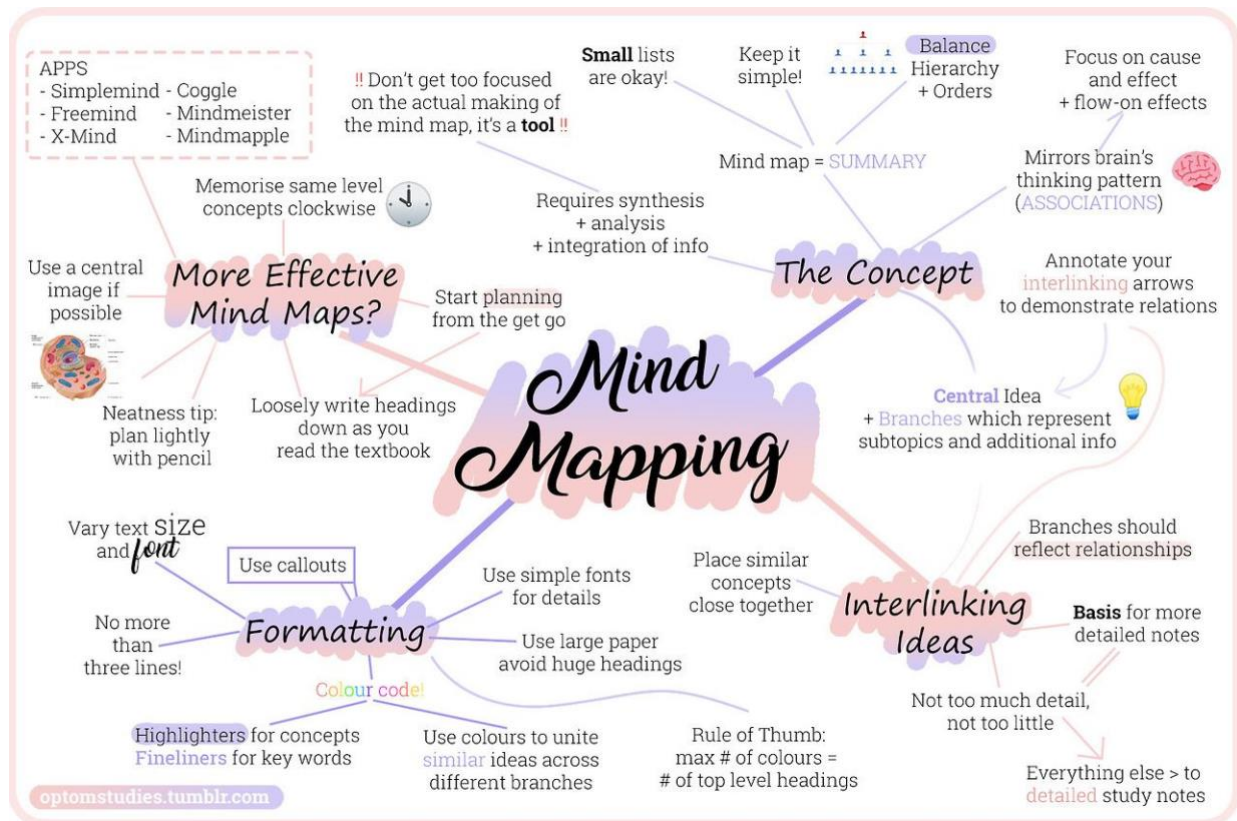 APPS
- Simplemind - Coggle
- Freemind - Mindmeister
- X-Mind - Mindmapple
!! Don't get too focused
on the actual making of
the mind map, it's a tool !!
Small lists
are okay!
Keep it
simple!
Balance
Hierarchy
+ Orders
Focus on cause
and effect
+ flow-on effects
Mind map = SUMMARY
Mirrors brain's
thinking pattern
(ASSOCIATIONS)
Requires synthesis
+ analysis
+ integration of info
The Concept
Annotate your
interlinking arrows
to demonstrate relations
Central Idea
+ Branches which represent
subtopics and additional info
Memorise same level
concepts clockwise
Use a central
image if
possible
More Effective
Mind Maps?
Start planning
from the get go
Neatness tip:
plan lightly
with pencil
Loosely write headings
down as you
read the textbook
Mind
Mapping
Vary text size
and font
Use callouts
Use simple fonts
for details
No more
than
three lines!
Formatting
Use large paper
avoid huge headings
Colour code!
Highlighters for concepts
Fineliners for key words
Use colours to unite
similar ideas across
different branches
Rule of Thumb:
max # of colours =
# of top level headings
Place similar
concepts
close together
Interlinking
Ideas
Branches should
reflect relationships
Basis for more
detailed notes
Not too much detail,
not too little
Everything else > to
detailed study notes
optomstudies.tumblr.com